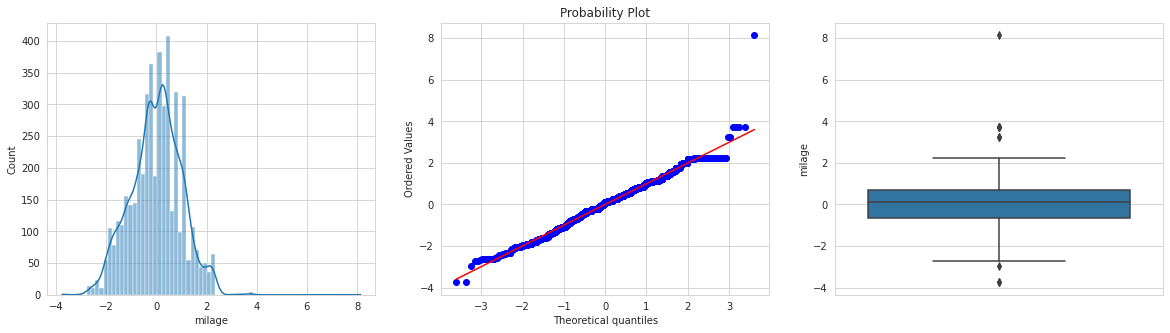 Probability Plot
400
350
300
250
200
150
100
50
0
Count
−4 −2 0 2 4 6 8
milage
8
6
4
2
0
−2
−4
Ordered Values
−3 −2 −1 0 1 2 3
Theoretical quantiles
8
6
4
2
0
−2
−4
milage